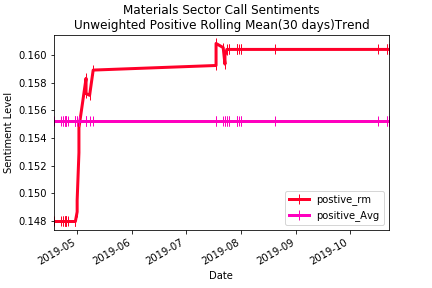 Materials Sector Call Sentiments
Unweighted Positive Rolling Mean(30 days)Trend
0.160
0.158
0.156
0.154
0.152
0.150
0.148
Sentiment Level
postive_rm
positive_Avg
2019-05
2019-06
2019-07
2019-08
2019-09
2019-10
Date